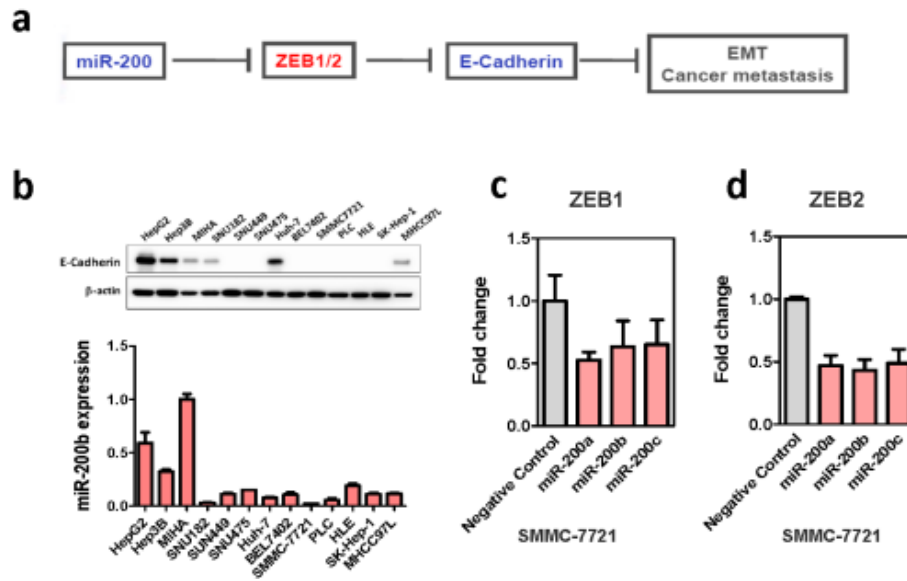 a
miR-200 ZEB1/2 E-Cadherin EMT
Cancer metastasis
b
HepG2 Hep3B MIHA SNU182 SNU449 SNU475 Huh-7 BEL7402 SMMC7721 PLC HLE SK-Hep-1 MHCC97L
E-Cadherin
β-actin
miR-200b expression
1.5
1.0
0.5
0.0
HepG2 Hep3B MIHA SNU182 SUN449 SNU475 Huh-7 BEL7402 SMMC-7721 PLC HLE SK-Hep-1 MHCC97L
c
ZEB1
Fold change
1.5
1.0
0.5
0.0
Negative Control miR-200a miR-200b miR-200c
SMMC-7721
d
ZEB2
Fold change
1.5
1.0
0.5
0.0
Negative Control miR-200a miR-200b miR-200c
SMMC-7721